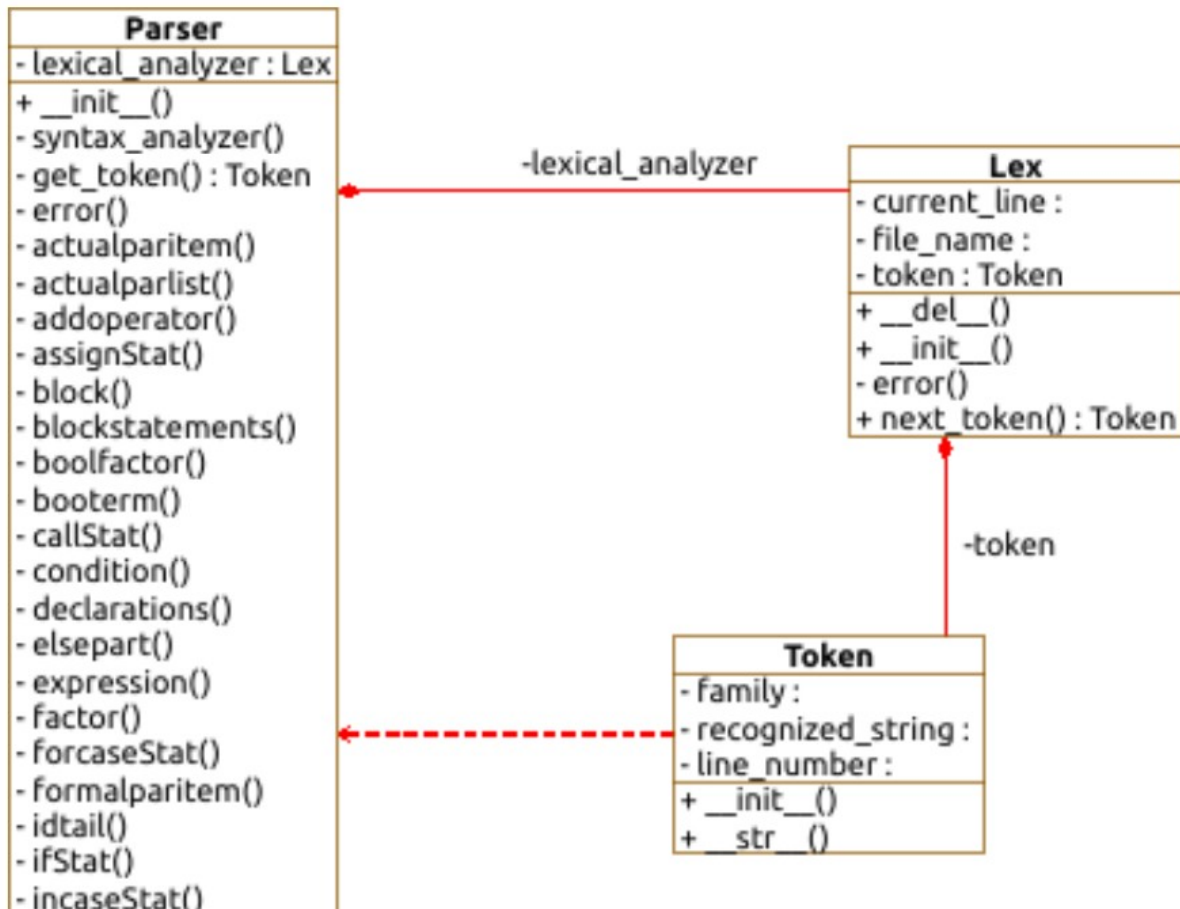 Parser
- lexical_analyzer : Lex
+ __init__()
- syntax_analyzer()
- get_token() : Token
- error()
- actualparitem()
- actualparlist()
- addoperator()
- assignStat()
- block()
- blockstatements()
- boolfactor()
- booterm()
- callStat()
- condition()
- declarations()
- elsepart()
- expression()
- factor()
- forcaseStat()
- formalparitem()
- idtail()
- ifStat()
- incaseStat()
-lexical_analyzer
Lex
- current_line :
- file_name :
- token : Token
+ __del__()
+ __init__()
- error()
+ next_token() : Token
-token
Token
- family :
- recognized_string :
- line_number :
+ __init__()
+ __str__()